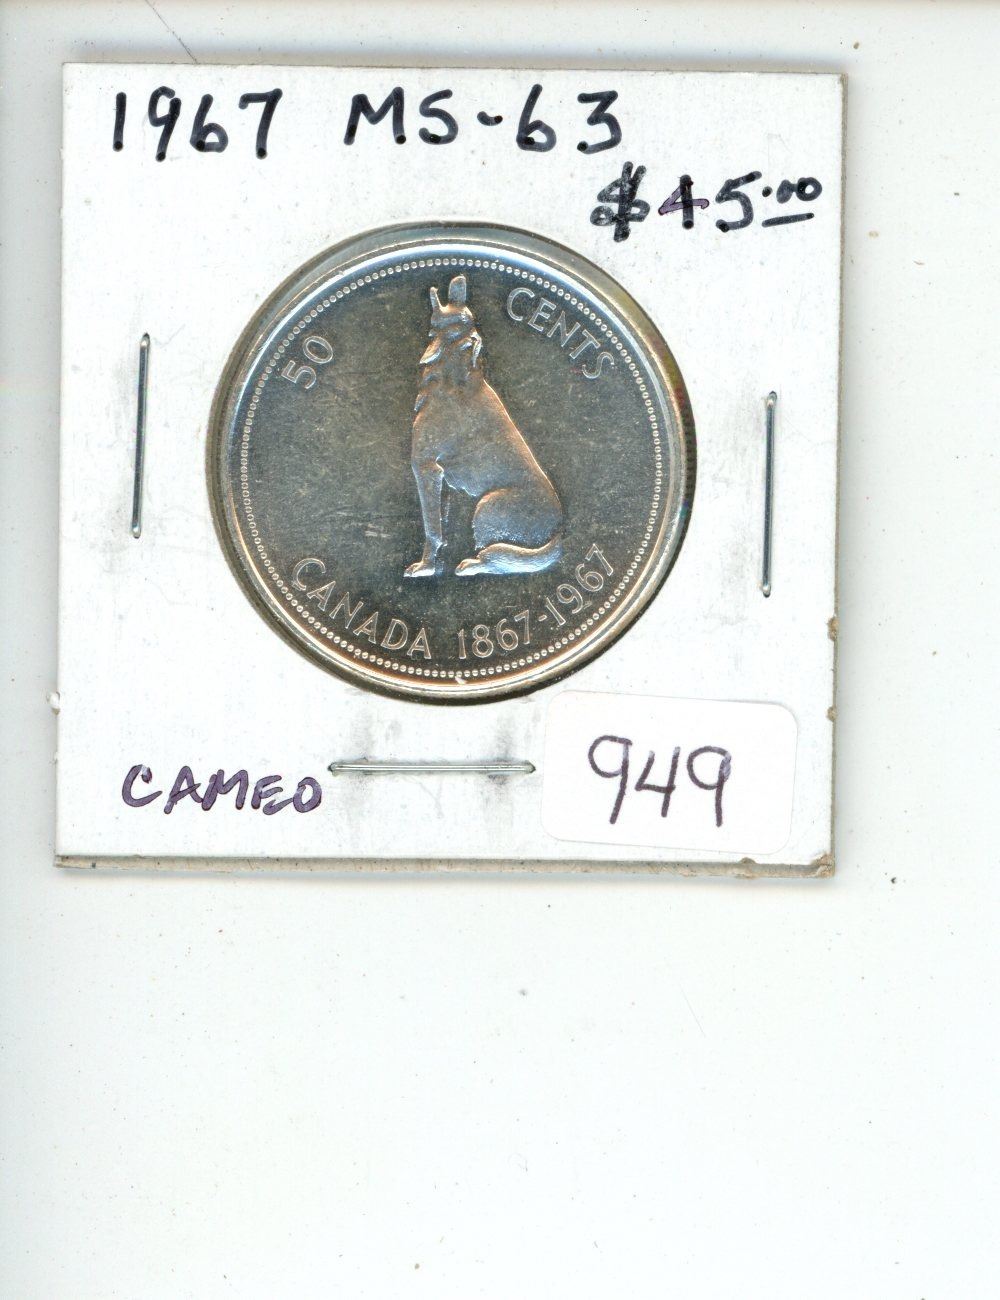 1967 MS-63
$45.00
50 CENTS
CANADA 1867-1967
CAMEO
949